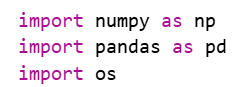 import numpy as np
import pandas as pd
import os